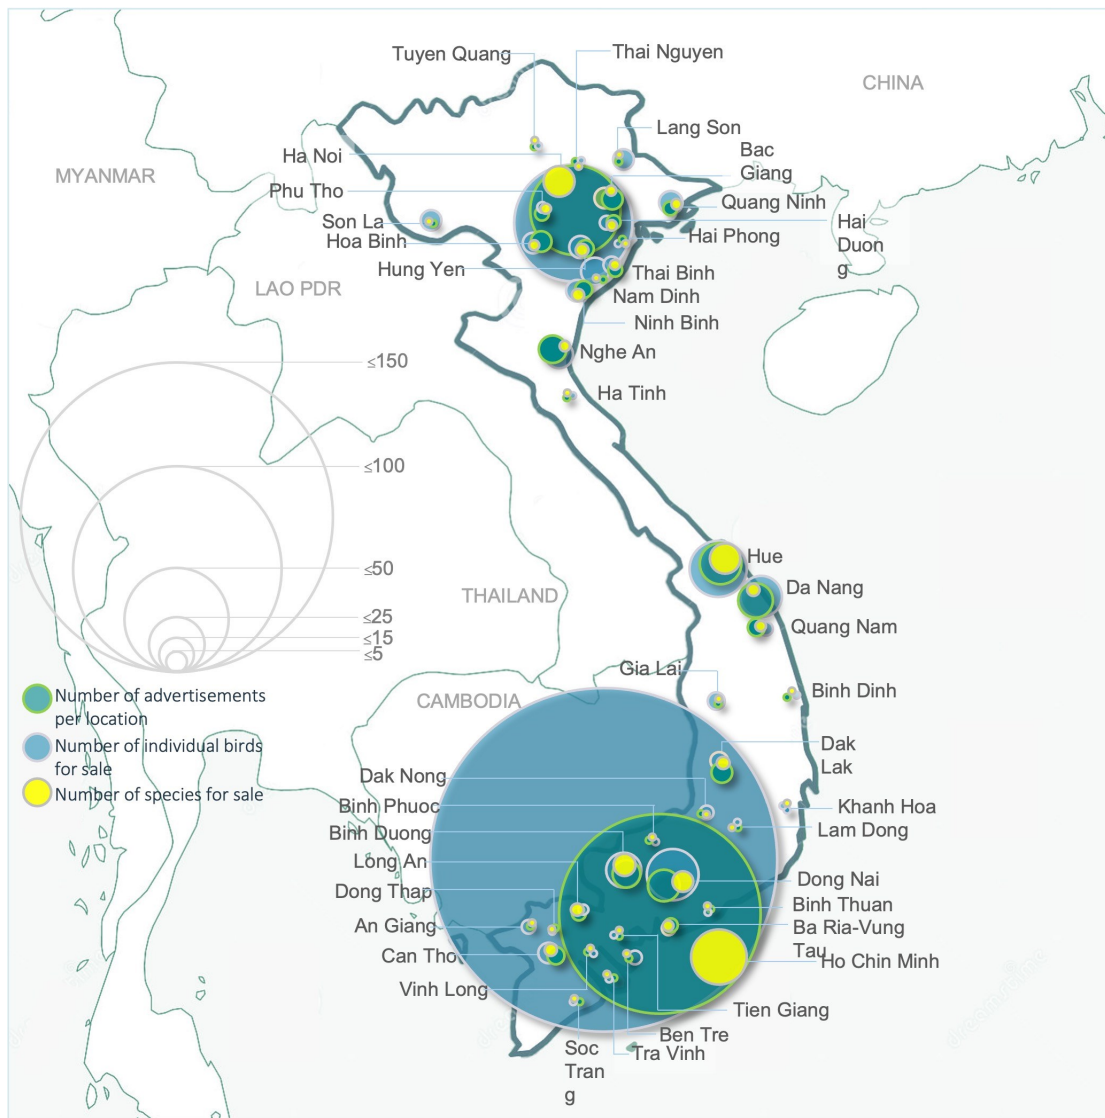 Tuyen Quang
Thai Nguyen
CHINA
Lang Son
Bac
Giang
Ha Noi
MYANMAR
Phu Tho
Quang Ninh
Son La
Hoa Binh
Hai Phong
Hai
Duon
g
Hung Yen
Thai Binh
LAO PDR
Nam Dinh
Ninh Binh
Nghe An
≤150
Ha Tinh
≤100
Hue
≤50
Da Nang
THAILAND
≤25
Quang Nam
≤15
≤5
Gia Lai
Binh Dinh
Number of advertisements
per location
CAMBODIA
Number of individual birds
for sale
Dak
Lak
Number of species for sale
Dak Nong
Binh Phuoc
Khanh Hoa
Binh Duong
Lam Dong
Long An
Dong Thap
Dong Nai
Binh Thuan
An Giang
Ba Ria-Vung
Tau
Can Tho
Ho Chin Minh
Vinh Long
Tien Giang
Ben Tre
Soc
Tran
g
Tra Vinh